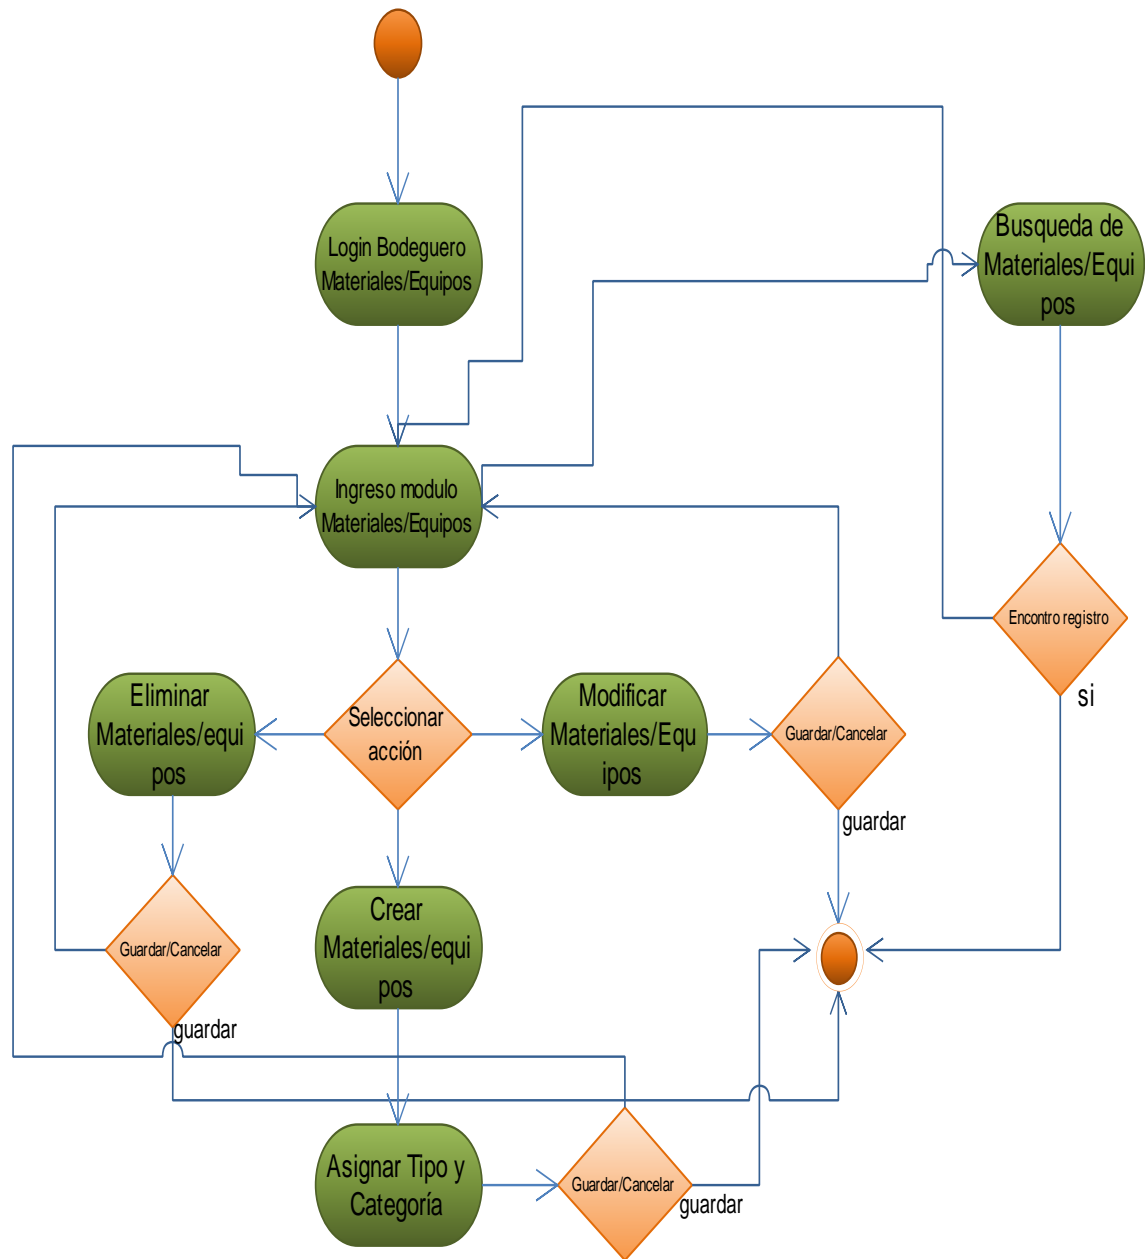 Login Bodeguero
Materiales/Equipos
Busqueda de
Materiales/Equi
pos
Ingreso modulo
Materiales/Equipos
Encontro registro
si
Eliminar
Materiales/equi
pos
Seleccionar
acción
Modificar
Materiales/Equ
ipos
Guardar/Cancelar
guardar
Crear
Materiales/equi
pos
Guardar/Cancelar
guardar
Asignar Tipo y
Categoría
Guardar/Cancelar
guardar